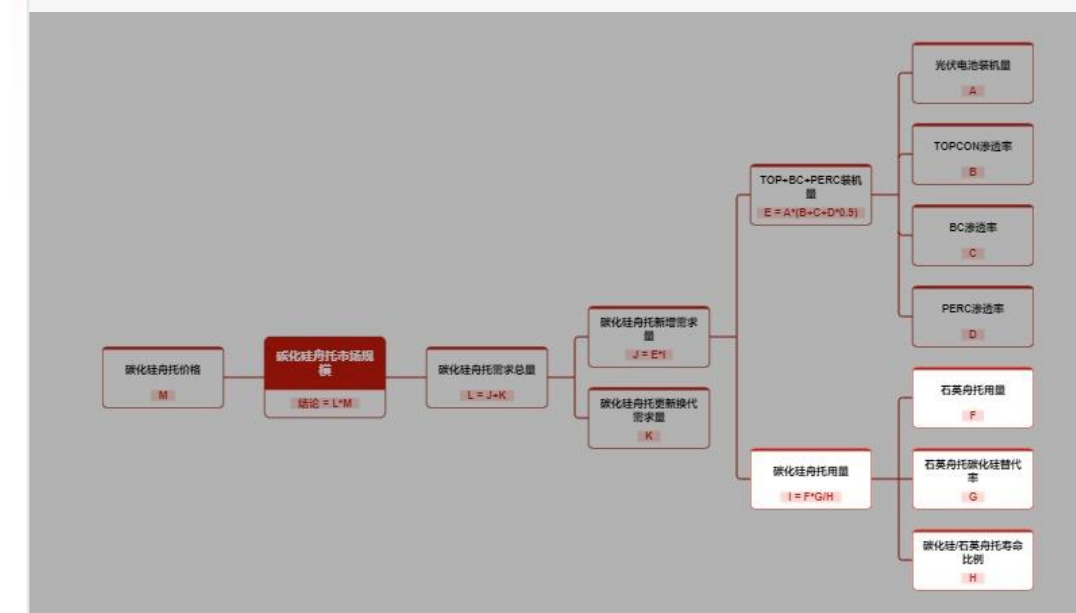 光伏电池装机量
A
TOPCON渗透率
B
TOP+BC+PERC装机
量
E = A*(B+C+D*0.5)
BC渗透率
C
PERC渗透率
D
碳化硅舟托新增需求
量
J = E*I
碳化硅舟托市场规
模
结论 = L*M
碳化硅舟托价格
M
碳化硅舟托需求总量
L = J+K
碳化硅舟托更新换代
需求量
K
石英舟托用量
F
碳化硅舟托用量
I = F*G/H
石英舟托碳化硅替代
率
G
碳化硅/石英舟托寿命
比例
H